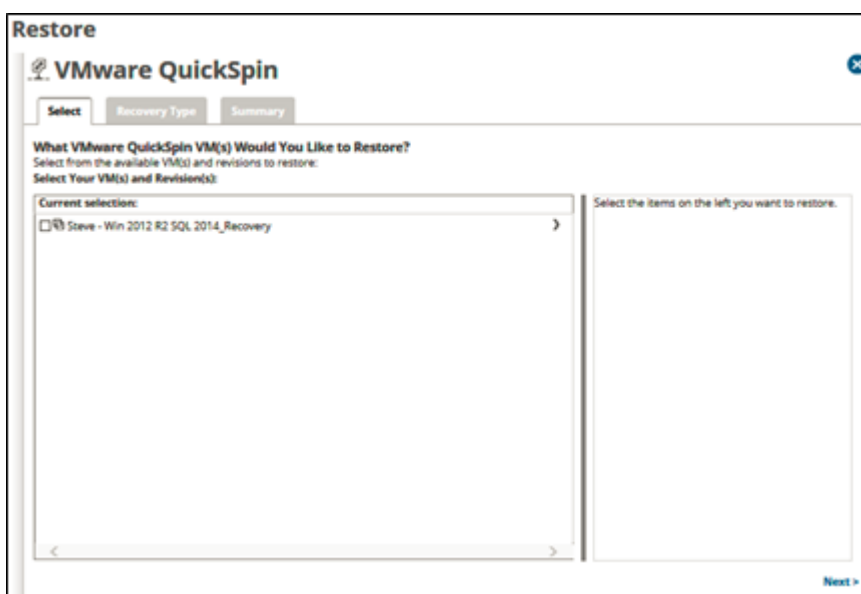 Restore
VMware QuickSpin
Select Recovery Type Summary
What VMware QuickSpin VM(s) Would You Like to Restore?
Select from the available VM(s) and revisions to restore:
Select Your VM(s) and Revision(s):
Current selection:
Select the items on the left you want to restore.
Steve - Win 2012 R2 SQL 2014_Recovery
Next >